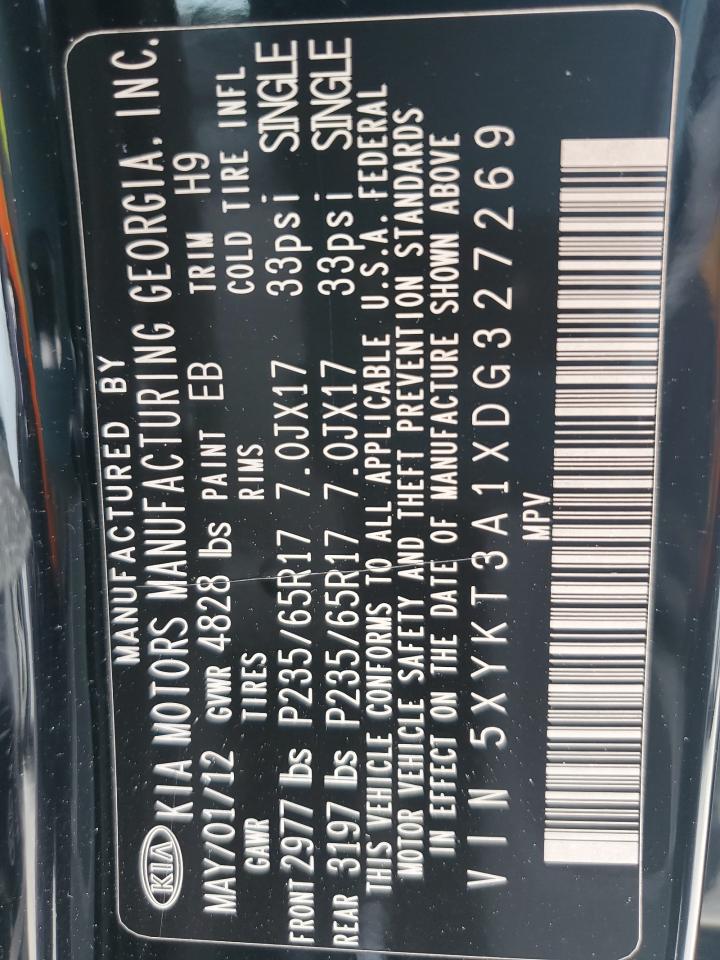 MANUFACTURED BY
KIA KIA MOTORS MANUFACTURING GEORGIA, INC.
MAY/01/12 GVWR 4828 lbs PAINT EB TRIM H9
GAWR TIRES RIMS COLD TIRE INFL
FRONT 2977 lbs P235/65R17 7.0JX17 33psi SINGLE
REAR 3197 lbs P235/65R17 7.0JX17 33psi SINGLE
THIS VEHICLE CONFORMS TO ALL APPLICABLE U.S.A. FEDERAL
MOTOR VEHICLE SAFETY AND THEFT PREVENTION STANDARDS
IN EFFECT ON THE DATE OF MANUFACTURE SHOWN ABOVE
VIN 5XYKT3A1XDG327269
MPV